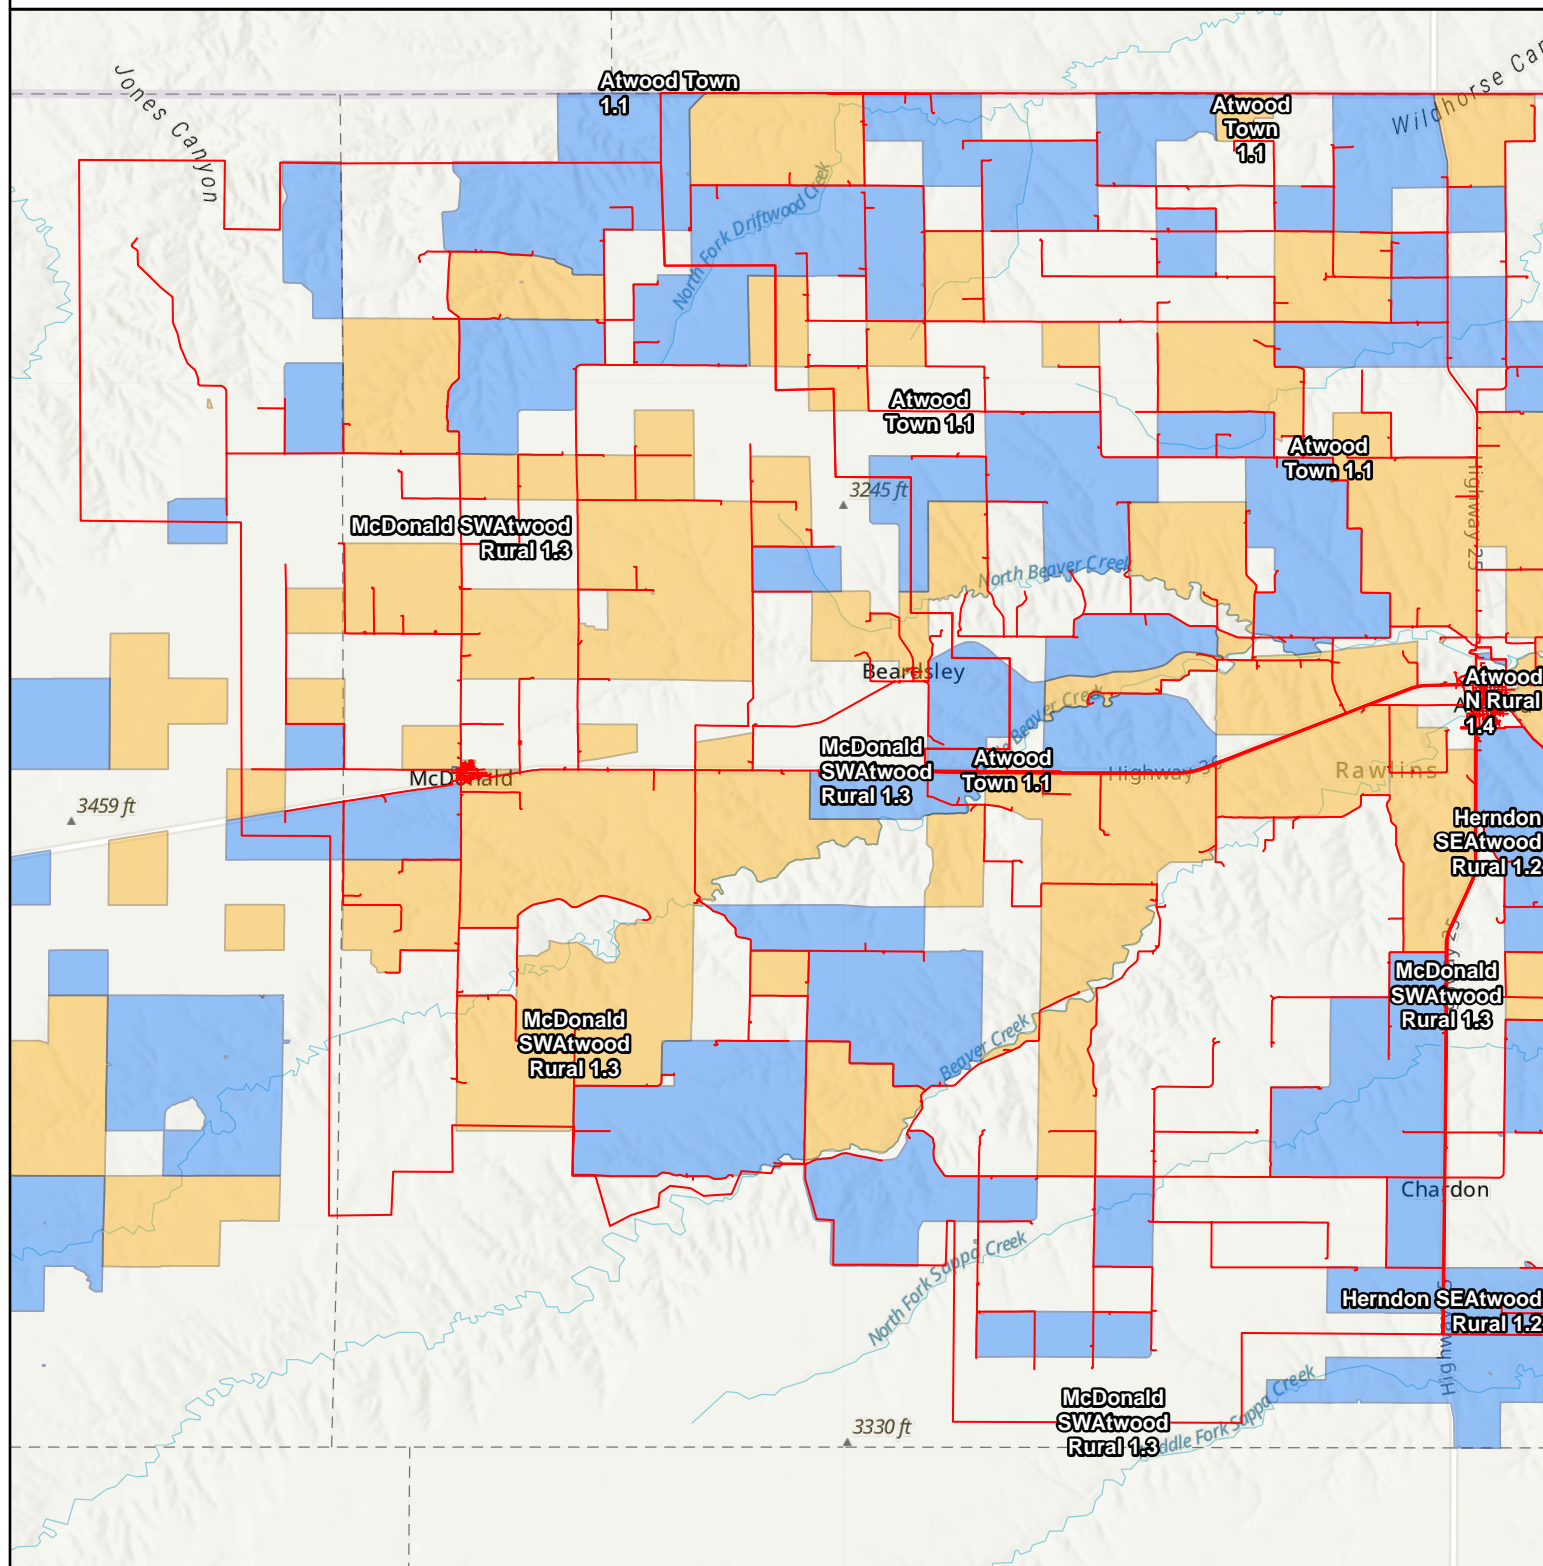 Jones Canyon
Atwood Town
1.1
Atwood
Town
1.1
Wildhorse
North Fork Driftwood Creek
Atwood
Town 1.1
Atwood
Town 1.1
Highway 25
3245 ft
McDonald SWAtwood
Rural 1.3
North Beaver Creek
Beardsley
Beaver Creek
Atwood
N Rural
1.4
McDonald
SWAtwood
Rural 1.3
Atwood
Town 1.1
Highway 36
Rawlins
McDonald
3459 ft
Herndon
SEAtwood
Rural 1.2
McDonald
SWAtwood
Rural 1.3
McDonald
SWAtwood
Rural 1.3
Beaver Creek
Chardon
North Fork Sappa Creek
Herndon SEAtwood
Rural 1.2
Highway
McDonald
SWAtwood
Rural 1.3
Fork Sappa Creek
3330 ft